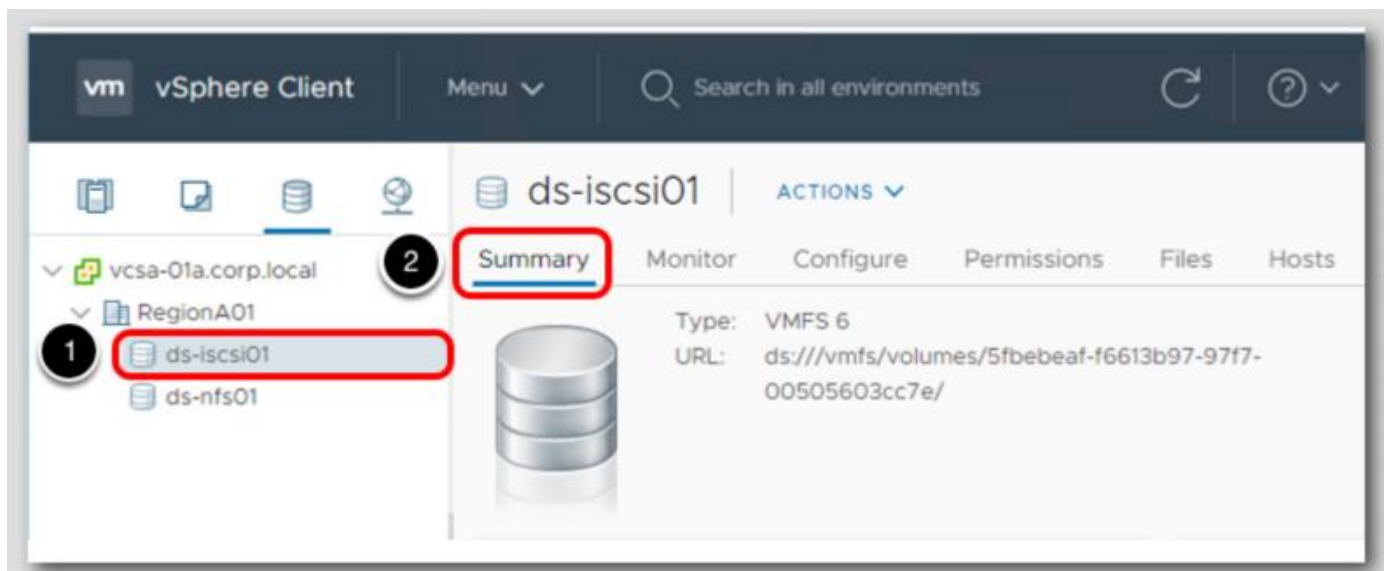 vm vSphere Client Menu Search in all environments
ds-iscsi01 ACTIONS
2 Summary Monitor Configure Permissions Files Hosts
vcsa-01a.corp.local
RegionA01
1 ds-iscsi01
ds-nfs01
Type: VMFS 6
URL: ds:///vmfs/volumes/5fbebeaf-f6613b97-97f7-
00505603cc7e/